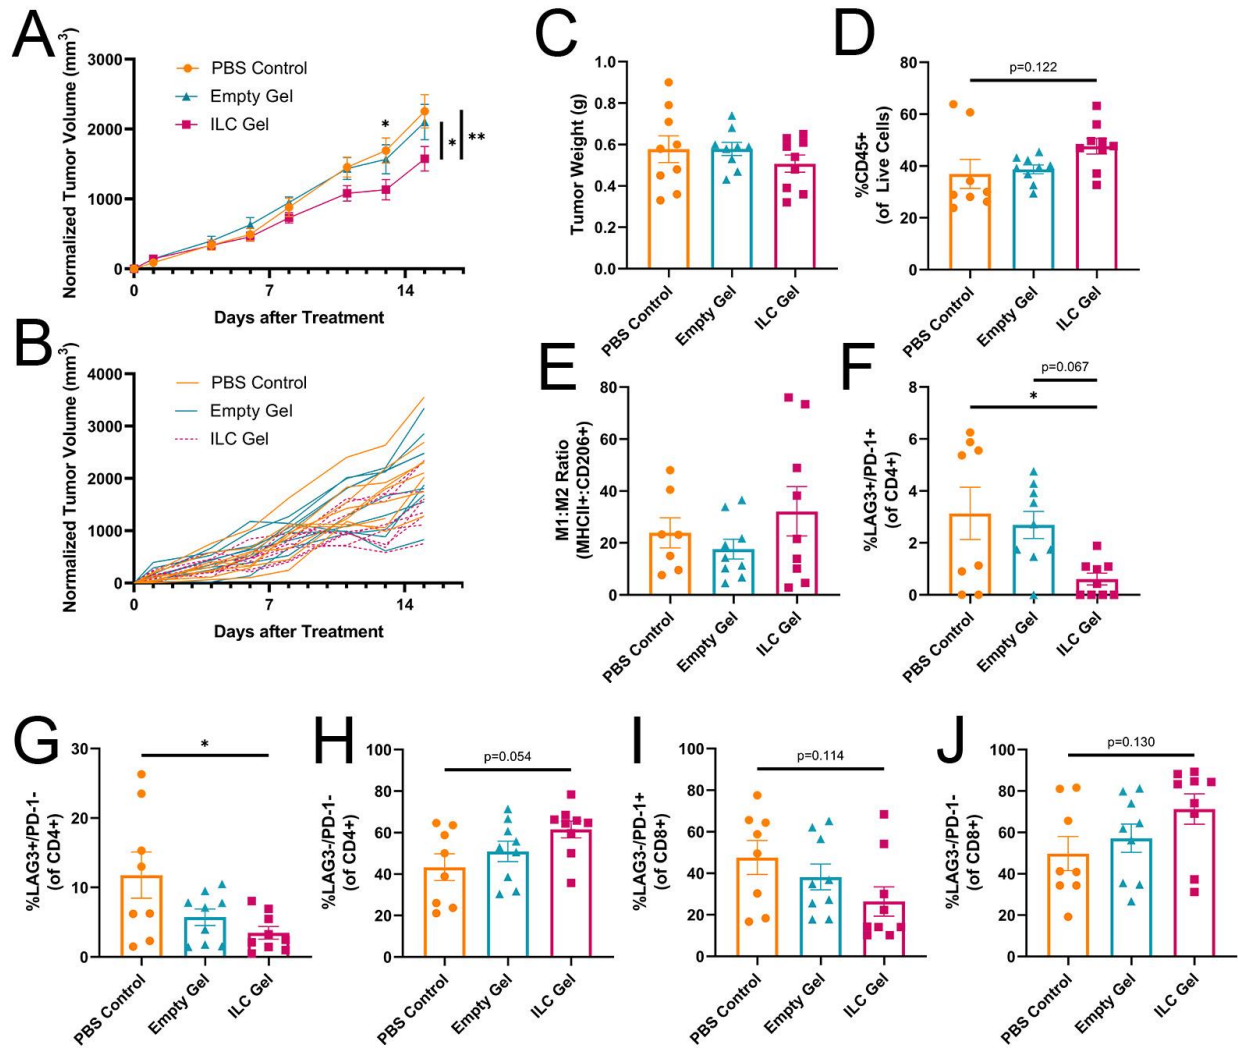 A
Normalized Tumor Volume (mm3)
3000
2000
1000
0
0
7
14
Days after Treatment
PBS Control
Empty Gel
ILC Gel
*
*
**
B
Normalized Tumor Volume (mm3)
4000
3000
2000
1000
0
0
7
14
Days after Treatment
PBS Control
Empty Gel
ILC Gel
C
Tumor Weight (g)
1.0
0.8
0.6
0.4
0.2
0.0
PBS Control
Empty Gel
ILC Gel
D
%CD45+
(of Live Cells)
80
60
40
20
0
p=0.122
PBS Control
Empty Gel
ILC Gel
E
M1:M2 Ratio
(MHCII+:CD206+)
80
60
40
20
0
PBS Control
Empty Gel
ILC Gel
F
%LAG3+/PD-1+
(of CD4+)
8
6
4
2
0
p=0.067
*
PBS Control
Empty Gel
ILC Gel
G
%LAG3+/PD-1-
(of CD4+)
30
20
10
0
*
PBS Control
Empty Gel
ILC Gel
H
%LAG3-/PD-1-
(of CD4+)
100
80
60
40
20
0
p=0.054
PBS Control
Empty Gel
ILC Gel
I
%LAG3-/PD-1+
(of CD8+)
100
80
60
40
20
0
p=0.114
PBS Control
Empty Gel
ILC Gel
J
%LAG3-/PD-1-
(of CD8+)
100
80
60
40
20
0
p=0.130
PBS Control
Empty Gel
ILC Gel